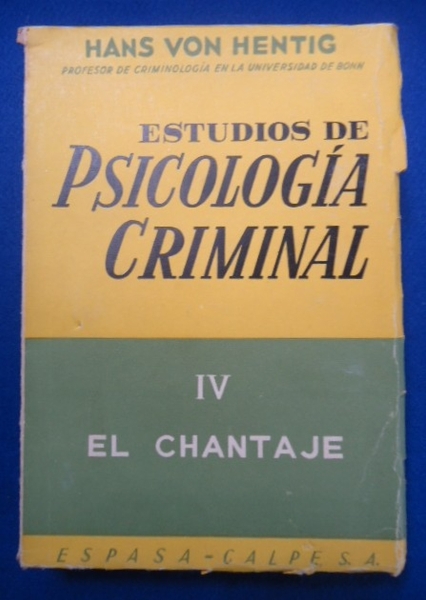 HANS VON HENTIG
PROFESOR DE CRIMINOLOGÍA EN LA UNIVERSIDAD DE BONN
ESTUDIOS DE
PSICOLOGÍA
CRIMINAL
IV
EL CHANTAJE
ESPASA-CALPE S.A.